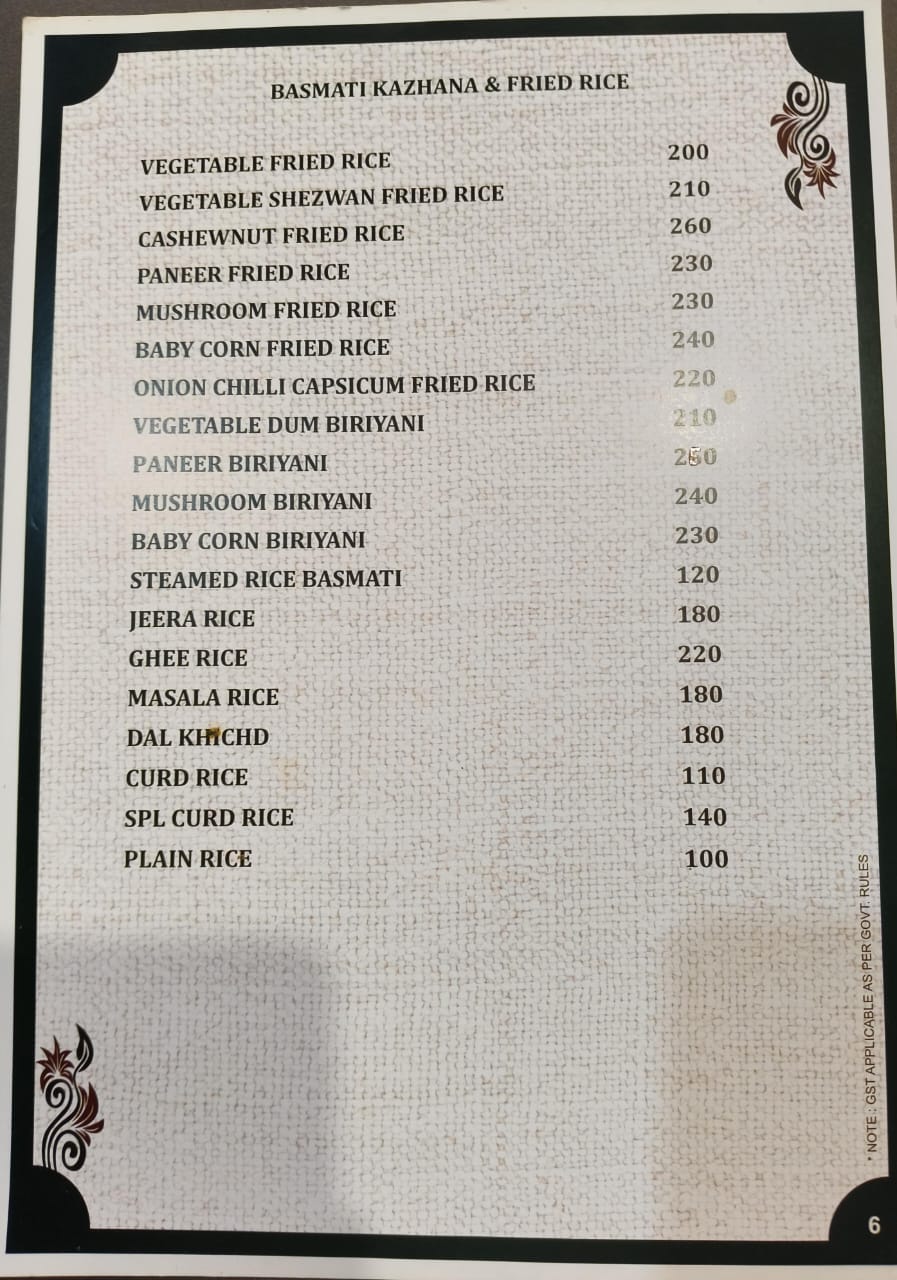 BASMATI KAZHANA & FRIED RICE
VEGETABLE FRIED RICE 200
VEGETABLE SHEZWAN FRIED RICE 210
CASHEWNUT FRIED RICE 260
PANEER FRIED RICE 230
MUSHROOM FRIED RICE 230
BABY CORN FRIED RICE 240
ONION CHILLI CAPSICUM FRIED RICE 220
VEGETABLE DUM BIRIYANI 210
PANEER BIRIYANI
MUSHROOM BIRIYANI 240
BABY CORN BIRIYANI 230
STEAMED RICE BASMATI 120
JEERA RICE 180
GHEE RICE 220
MASALA RICE 180
DAL KHICHD 180
CURD RICE 110
SPL CURD RICE 140
PLAIN RICE 100
* NOTE : GST APPLICABLE AS PER GOVT. RULES
6